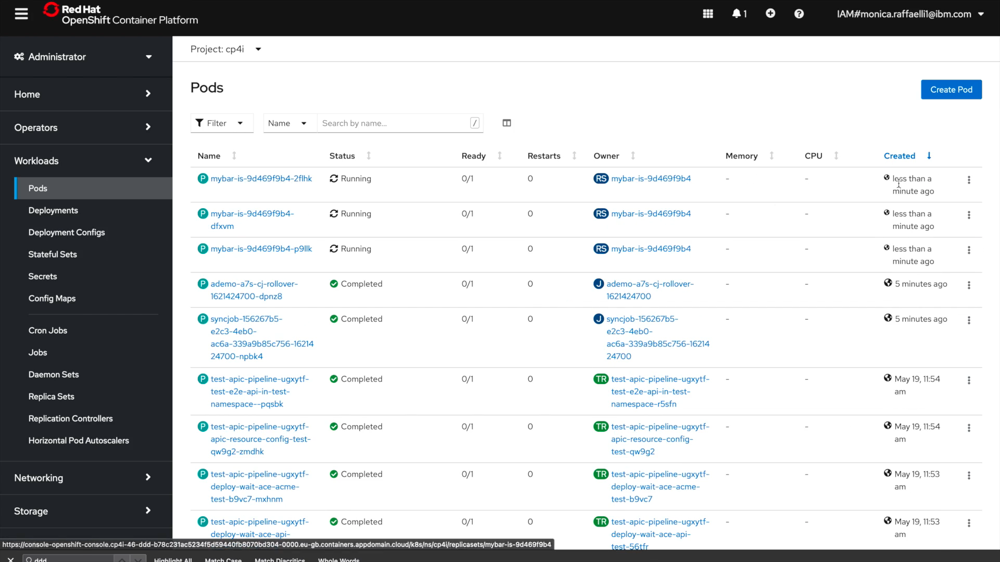 Red Hat
OpenShift Container Platform
1
IAM#monica.raffaelli1@ibm.com
Administrator
Home
Operators
Workloads
Pods
Deployments
Deployment Configs
Stateful Sets
Secrets
Config Maps
Cron Jobs
Jobs
Daemon Sets
Replica Sets
Replication Controllers
Horizontal Pod Autoscalers
Networking
Storage
Project: cp4i
Pods
Create Pod
Filter
Name
Search by name...
/
Name Status Ready Restarts Owner Memory CPU Created
P mybar-is-9d469f9b4-2flhk Running 0/1 0 RS mybar-is-9d469f9b4 - - less than a
minute ago
P mybar-is-9d469f9b4- Running 0/1 0 RS mybar-is-9d469f9b4 - - less than a
dfxvm minute ago
P mybar-is-9d469f9b4-p9llk Running 0/1 0 RS mybar-is-9d469f9b4 - - less than a
minute ago
P ademo-a7s-cj-rollover- Completed 0/1 0 J ademo-a7s-cj-rollover- - - 5 minutes ago
1621424700-dpnz8 1621424700
P syncjob-156267b5- Completed 0/1 0 J syncjob-156267b5- - - 5 minutes ago
e2c3-4eb0- e2c3-4eb0-
ac6a-339a9b85c756-16214 ac6a-339a9b85c756-16214
24700-npbk4 24700
P test-apic-pipeline-ugxytf- Completed 0/1 0 TR test-apic-pipeline-ugxytf- - - May 19, 11:54
test-e2e-api-in-test- test-e2e-api-in-test- am
namespace--pqsbk namespace-r5sfn
P test-apic-pipeline-ugxytf- Completed 0/1 0 TR test-apic-pipeline-ugxytf- - - May 19, 11:54
apic-resource-config-test- apic-resource-config- am
qw9g2-zmdhk test-qw9g2
P test-apic-pipeline-ugxytf- Completed 0/1 0 TR test-apic-pipeline-ugxytf- - - May 19, 11:53
deploy-wait-ace-acme- deploy-wait-ace-acme- am
test-b9vc7-mxhnm test-b9vc7
P test-apic-pipeline-ugxytf- Completed 0/1 0 TR test-apic-pipeline-ugxytf- - - May 19, 11:53
deploy-wait-ace-api- deploy-wait-ace-api- am
test-56tfr
https://console-openshift-console.cp4i-46-ddd-b78c231ac5234f5d59440fb8070bd304-0000.eu-gb.containers.appdomain.cloud/k8s/ns/cp4i/replicasets/mybar-is-9d469f9b4
ddd Highlight All Match Case Match Diacritics Whole Words